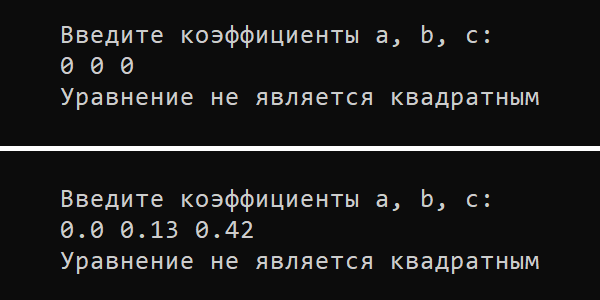 Введите коэффициенты a, b, c:
0 0 0
Уравнение не является квадратным
Введите коэффициенты a, b, c:
0.0 0.13 0.42
Уравнение не является квадратным